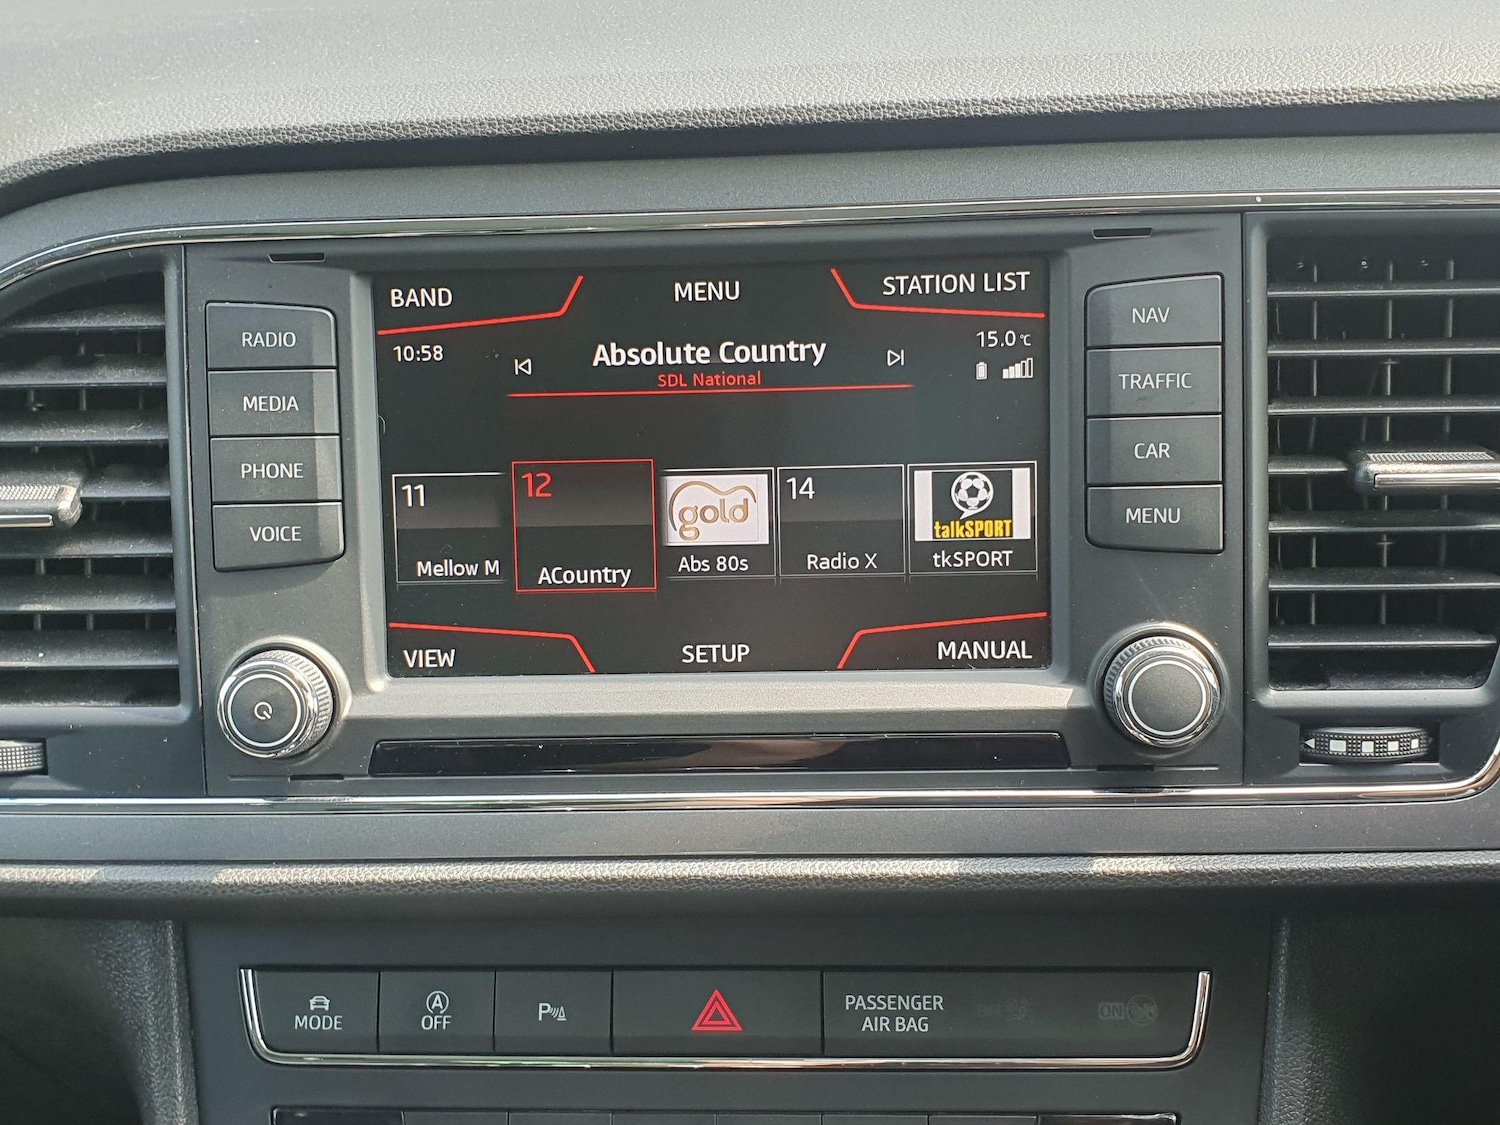 BAND
MENU
STATION LIST
10:58
Absolute Country
15.0 °C
SDL National
11
12
gold
14
talkSPORT
Mellow M
ACountry
Abs 80s
Radio X
tkSPORT
VIEW
SETUP
MANUAL
RADIO
MEDIA
PHONE
VOICE
NAV
TRAFFIC
CAR
MENU
MODE
A
OFF
P
PASSENGER
AIR BAG
ON